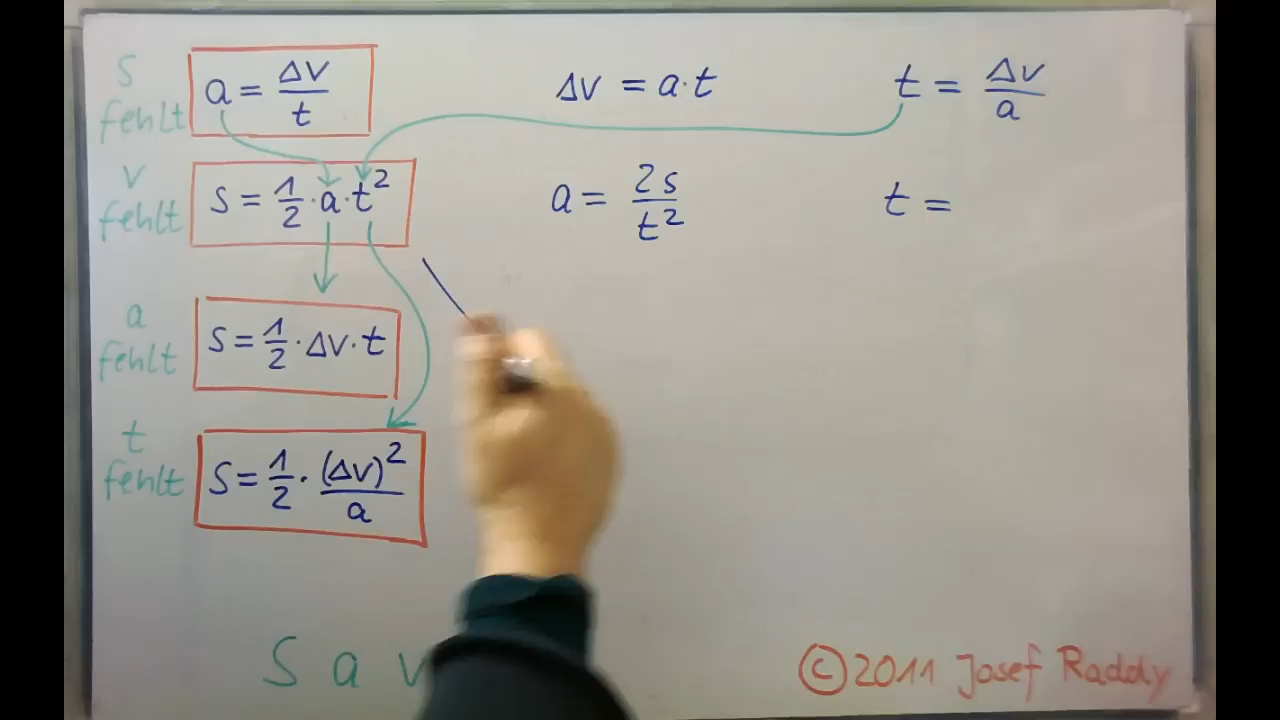 s fehlt
a = Δv / t
Δv = a · t
t = Δv / a
v fehlt
s = 1/2 · a · t²
a = 2s / t²
t =
a fehlt
s = 1/2 · Δv · t
t fehlt
s = 1/2 · (Δv)² / a
s a v
© 2011 Josef Raddy